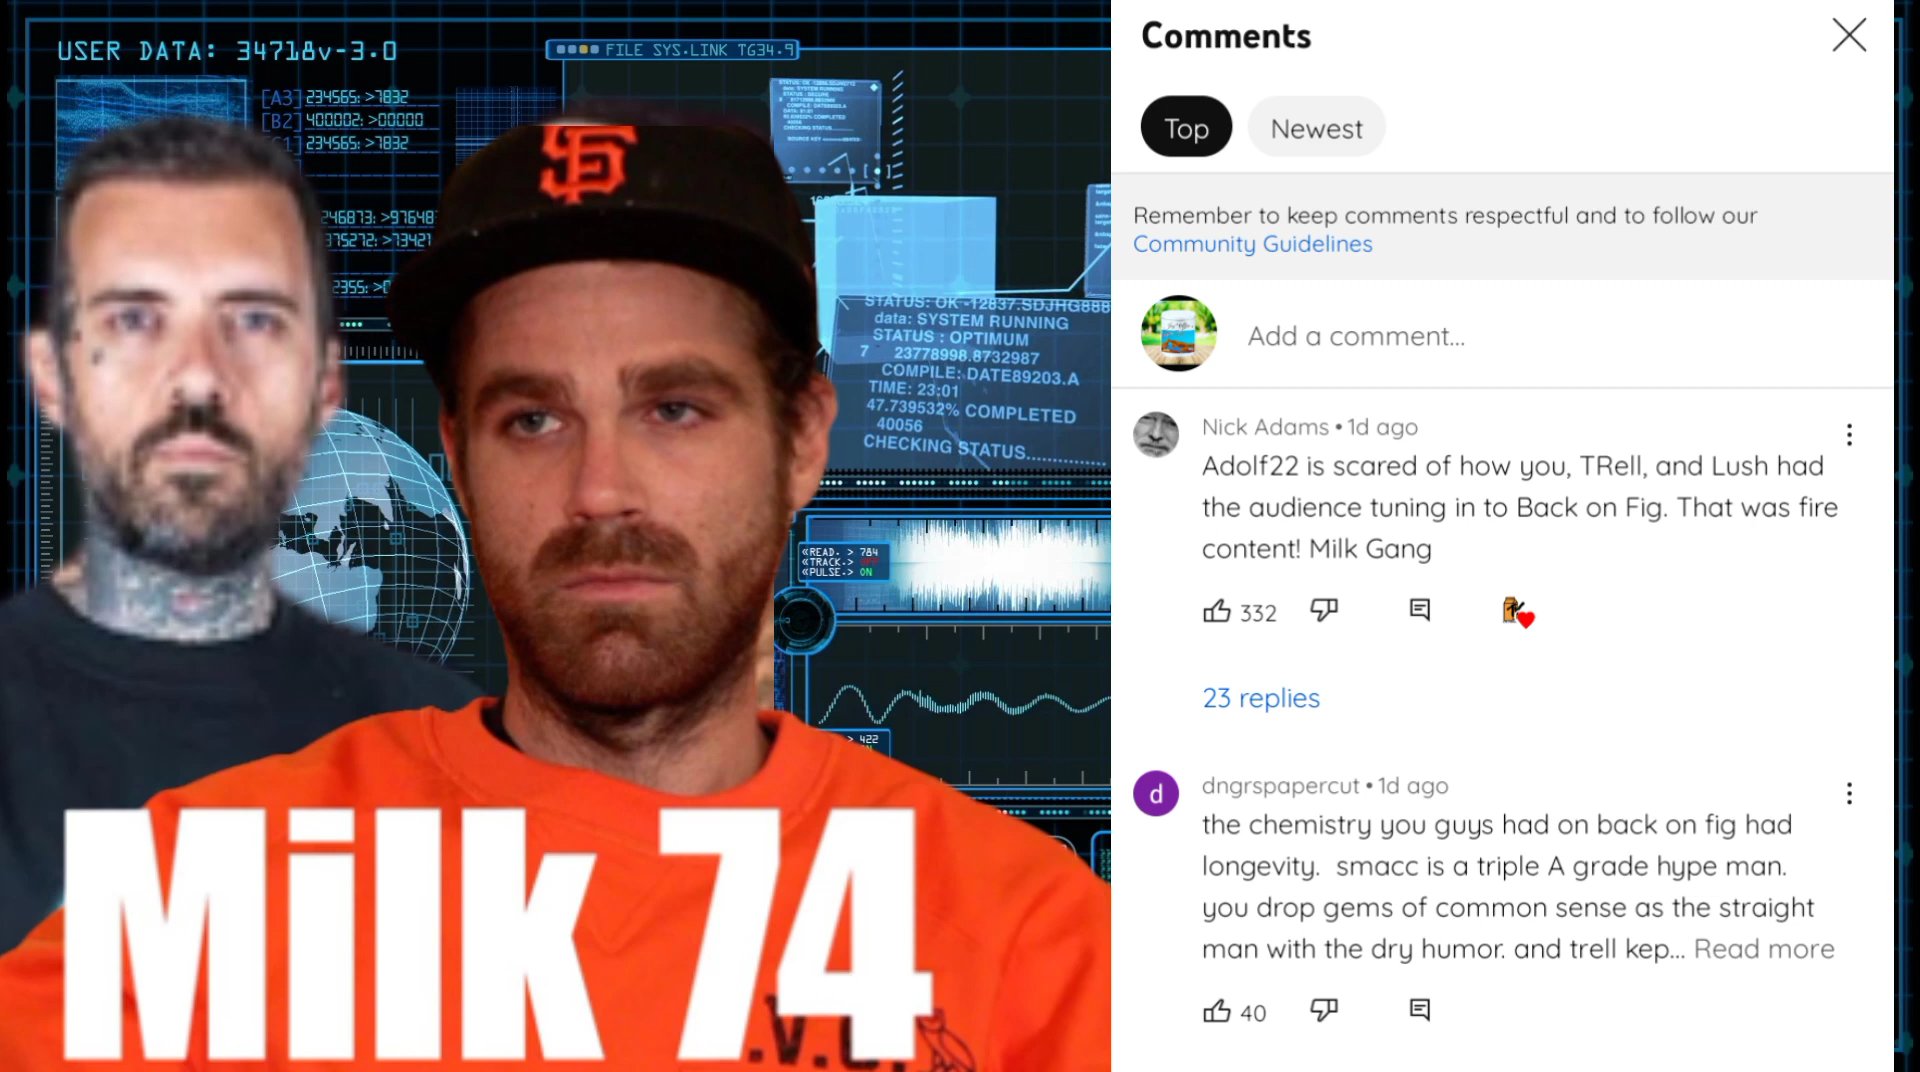 USER DATA: 34718v-3.0
FILE SYS.LINK TG34.9
[A3] 234565: >7832
[B2] 400002: >00000
234565: >7832
246873: >97648
375272: >73421
2355: >0
STATUS: OK -12837.SDJHG888
data: SYSTEM RUNNING
STATUS : OPTIMUM
7 23778998.8732987
COMPILE: DATE89203.A
TIME: 23:01
47.739532% COMPLETED
40056
CHECKING STATUS..............
«READ. > 784
«TRACK.> OFF
«PULSE.> ON
> 422
Milk 74
.V.
Comments
Top
Newest
Remember to keep comments respectful and to follow our
Community Guidelines
Add a comment...
Nick Adams • 1d ago
Adolf22 is scared of how you, TRell, and Lush had
the audience tuning in to Back on Fig. That was fire
content! Milk Gang
332
23 replies
d
dngrspapercut • 1d ago
the chemistry you guys had on back on fig had
longevity.  smacc is a triple A grade hype man.
you drop gems of common sense as the straight
man with the dry humor. and trell kep... Read more
40